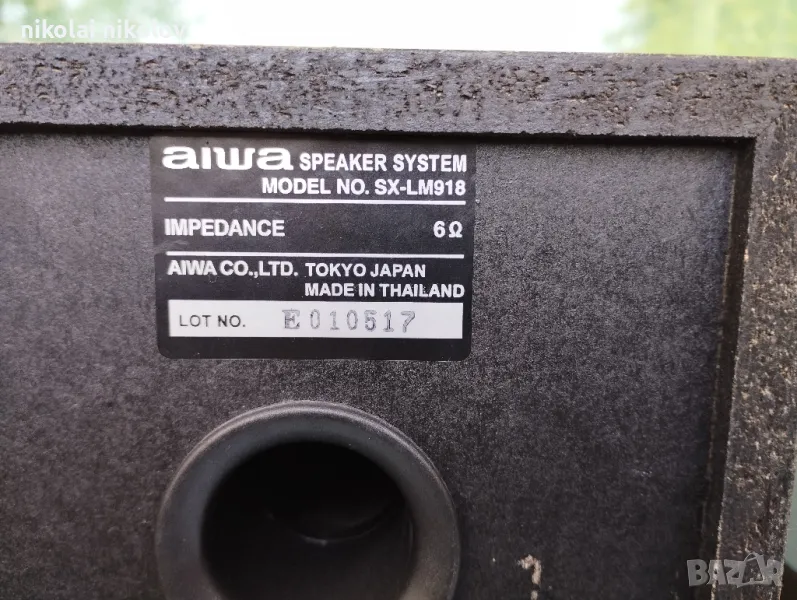 nikolai-nikolov
aiwa SPEAKER SYSTEM
MODEL NO. SX-LM918
IMPEDANCE 6Ω
AIWA CO.,LTD. TOKYO JAPAN
MADE IN THAILAND
LOT NO. E010517
BAZAR